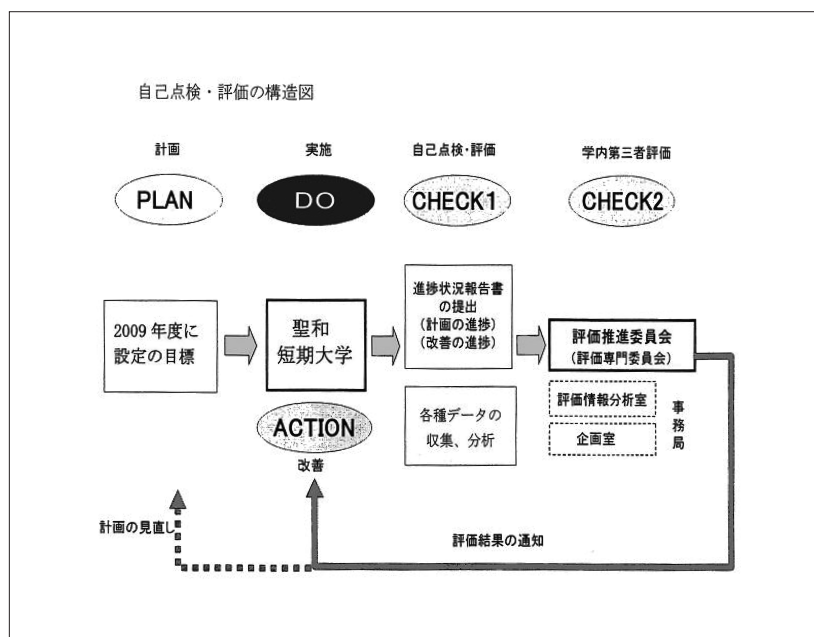 自己点検・評価の構造図
計画
実施
自己点検・評価
学内第三者評価
PLAN
DO
CHECK1
CHECK2
2009年度に
設定の目標
聖和
短期大学
進捗状況報告書
の提出
(計画の進捗)
(改善の進捗)
評価推進委員会
(評価専門委員会)
各種データの
収集、分析
評価情報分析室
企画室
事務局
ACTION
改善
計画の見直し
評価結果の通知